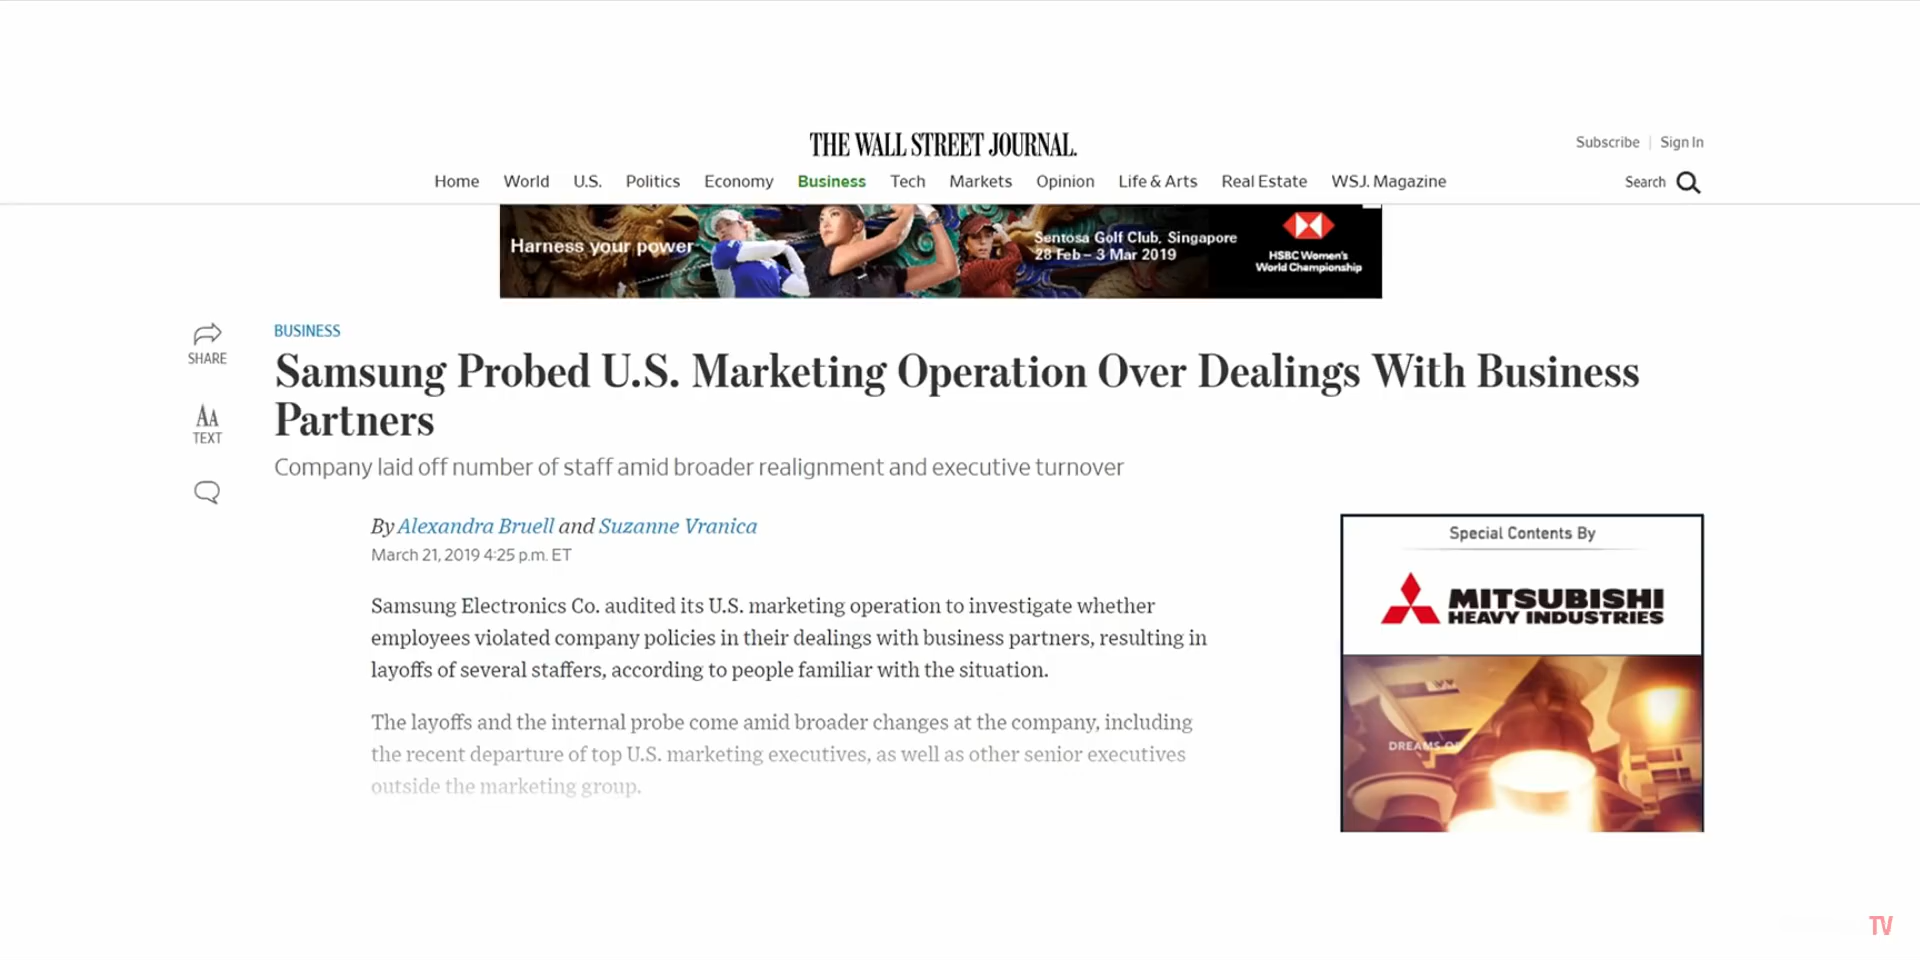 THE WALL STREET JOURNAL.
Subscribe | Sign In
Home World U.S. Politics Economy Business Tech Markets Opinion Life & Arts Real Estate WSJ. Magazine
Search
Harness your power
Sentosa Golf Club, Singapore
28 Feb – 3 Mar 2019
HSBC Women's
World Championship
SHARE
AA
TEXT
BUSINESS
Samsung Probed U.S. Marketing Operation Over Dealings With Business
Partners
Company laid off number of staff amid broader realignment and executive turnover
By Alexandra Bruell and Suzanne Vranica
March 21, 2019 4:25 p.m. ET
Samsung Electronics Co. audited its U.S. marketing operation to investigate whether
employees violated company policies in their dealings with business partners, resulting in
layoffs of several staffers, according to people familiar with the situation.
The layoffs and the internal probe come amid broader changes at the company, including
the recent departure of top U.S. marketing executives, as well as other senior executives
outside the marketing group.
Special Contents By
MITSUBISHI
HEAVY INDUSTRIES
DREAMS
TV